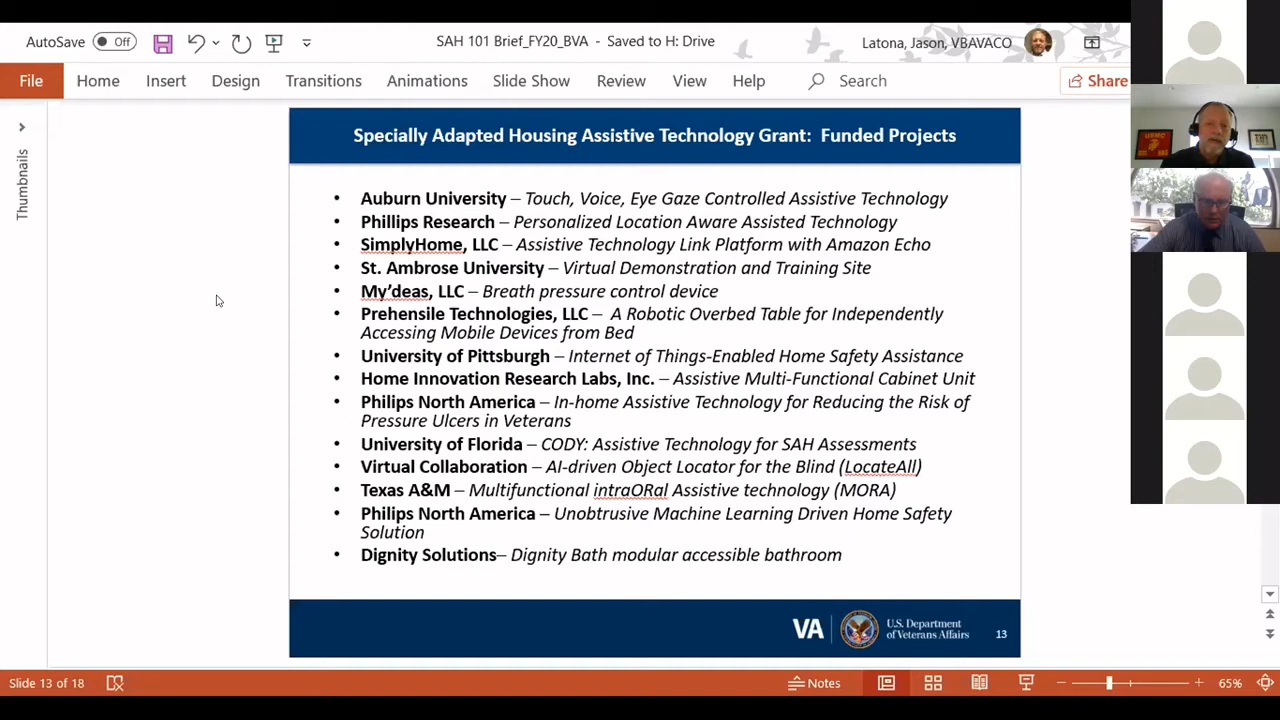 AutoSave Off SAH 101 Brief_FY20_BVA - Saved to H: Drive Latona, Jason, VBAVACO
File Home Insert Design Transitions Animations Slide Show Review View Help Search Share
Thumbnails
Specially Adapted Housing Assistive Technology Grant: Funded Projects
• Auburn University – Touch, Voice, Eye Gaze Controlled Assistive Technology
• Phillips Research – Personalized Location Aware Assisted Technology
• SimplyHome, LLC – Assistive Technology Link Platform with Amazon Echo
• St. Ambrose University – Virtual Demonstration and Training Site
• My’deas, LLC – Breath pressure control device
• Prehensile Technologies, LLC – A Robotic Overbed Table for Independently
Accessing Mobile Devices from Bed
• University of Pittsburgh – Internet of Things-Enabled Home Safety Assistance
• Home Innovation Research Labs, Inc. – Assistive Multi-Functional Cabinet Unit
• Philips North America – In-home Assistive Technology for Reducing the Risk of
Pressure Ulcers in Veterans
• University of Florida – CODY: Assistive Technology for SAH Assessments
• Virtual Collaboration – AI-driven Object Locator for the Blind (LocateAll)
• Texas A&M – Multifunctional intraORal Assistive technology (MORA)
• Philips North America – Unobtrusive Machine Learning Driven Home Safety
Solution
• Dignity Solutions– Dignity Bath modular accessible bathroom
VA U.S. Department
of Veterans Affairs 13
Slide 13 of 18 Notes 65%
USMC